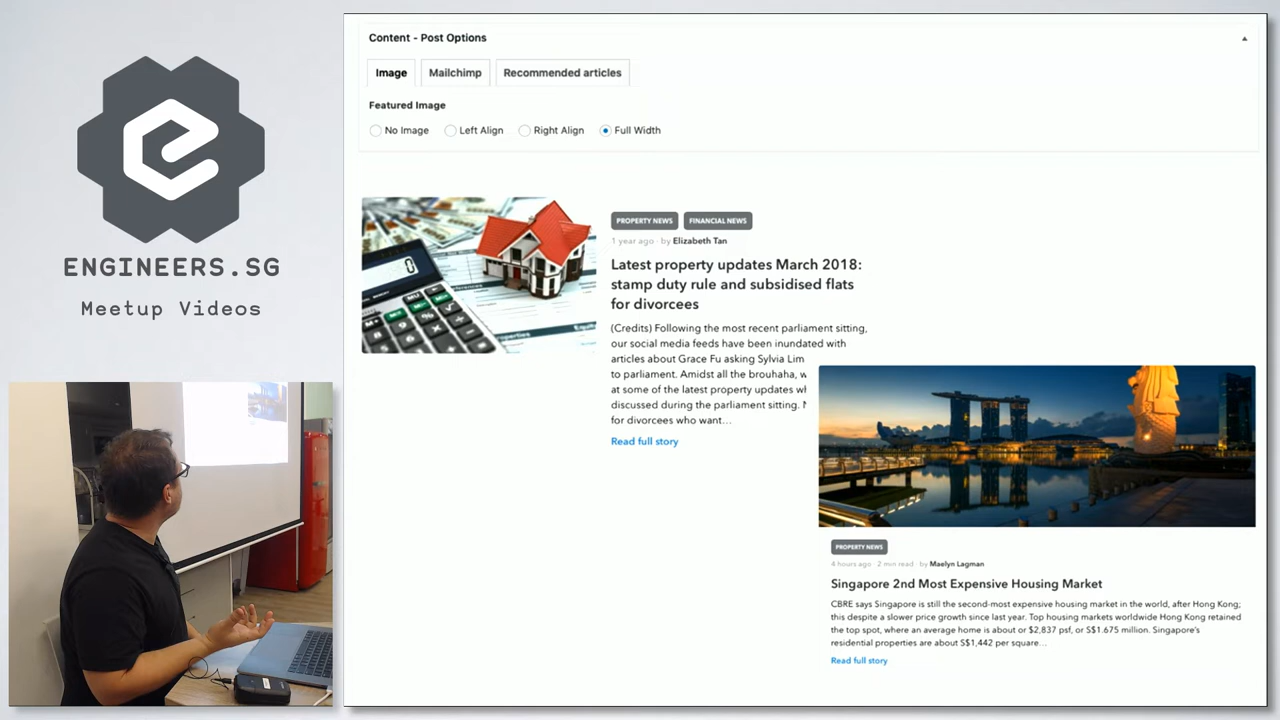 ENGINEERS.SG
Meetup Videos
Content - Post Options
Image
Mailchimp
Recommended articles
Featured Image
No Image
Left Align
Right Align
Full Width
PROPERTY NEWS
FINANCIAL NEWS
1 year ago · by Elizabeth Tan
Latest property updates March 2018:
stamp duty rule and subsidised flats
for divorcees
(Credits) Following the most recent parliament sitting,
our social media feeds have been inundated with
articles about Grace Fu asking Sylvia Lim
to parliament. Amidst all the brouhaha, w
at some of the latest property updates wh
discussed during the parliament sitting. N
for divorcees who want…
Read full story
PROPERTY NEWS
4 hours ago · 2 min read · by Maelyn Lagman
Singapore 2nd Most Expensive Housing Market
CBRE says Singapore is still the second-most expensive housing market in the world, after Hong Kong;
this despite a slower price growth since last year. Top housing markets worldwide Hong Kong retained
the top spot, where an average home is about or $2,837 psf, or S$1.675 million. Singapore's
residential properties are about S$1,442 per square…
Read full story